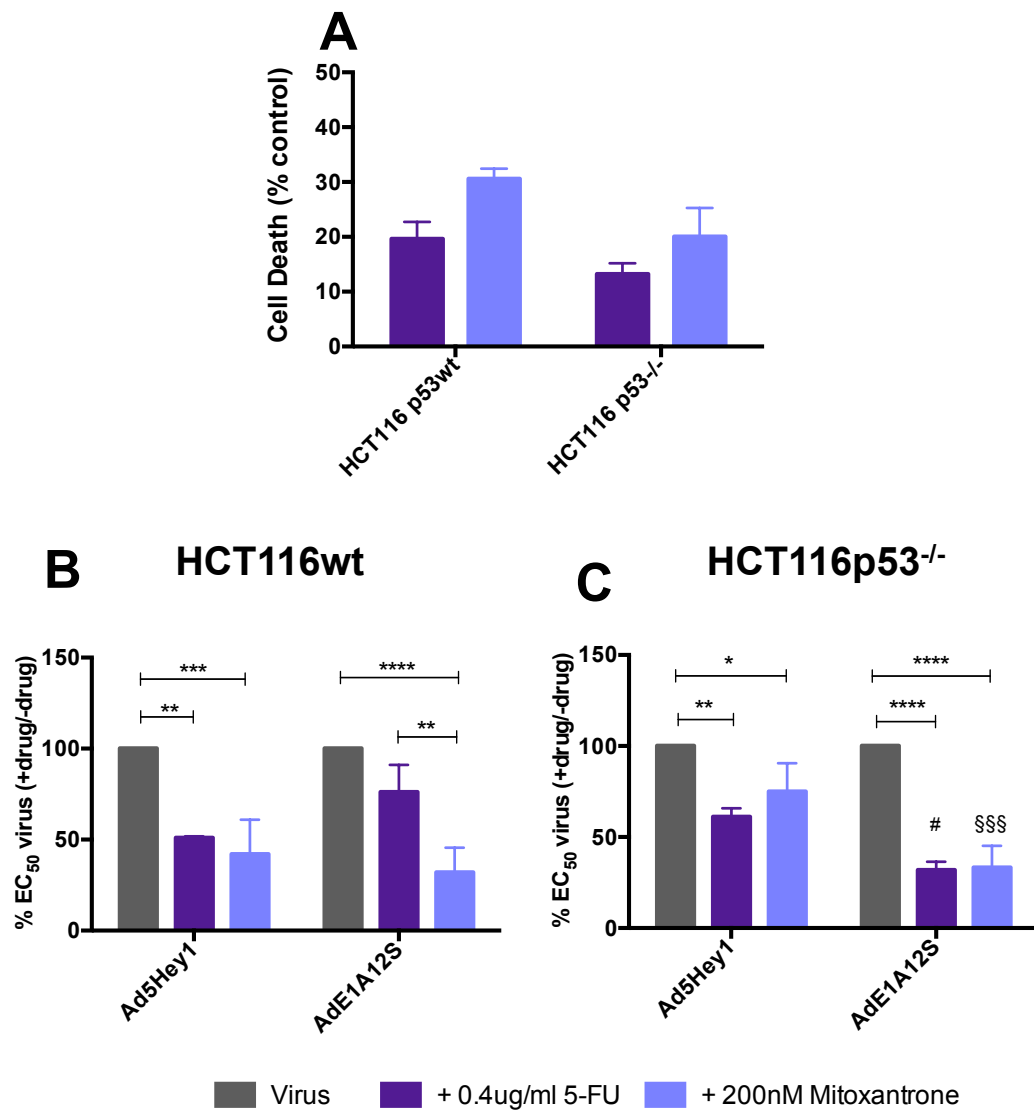 A
Cell Death (% control)
50
40
30
20
10
0
HCT116 p53wt
HCT116 p53-/-
B
HCT116wt
% EC50 virus (+drug/-drug)
150
100
50
0
***
**
****
**
Ad5Hey1
AdE1A12S
C
HCT116p53-/-
% EC50 virus (+drug/-drug)
150
100
50
0
*
**
****
****
#
§§§
Ad5Hey1
AdE1A12S
Virus
+ 0.4ug/ml 5-FU
+ 200nM Mitoxantrone